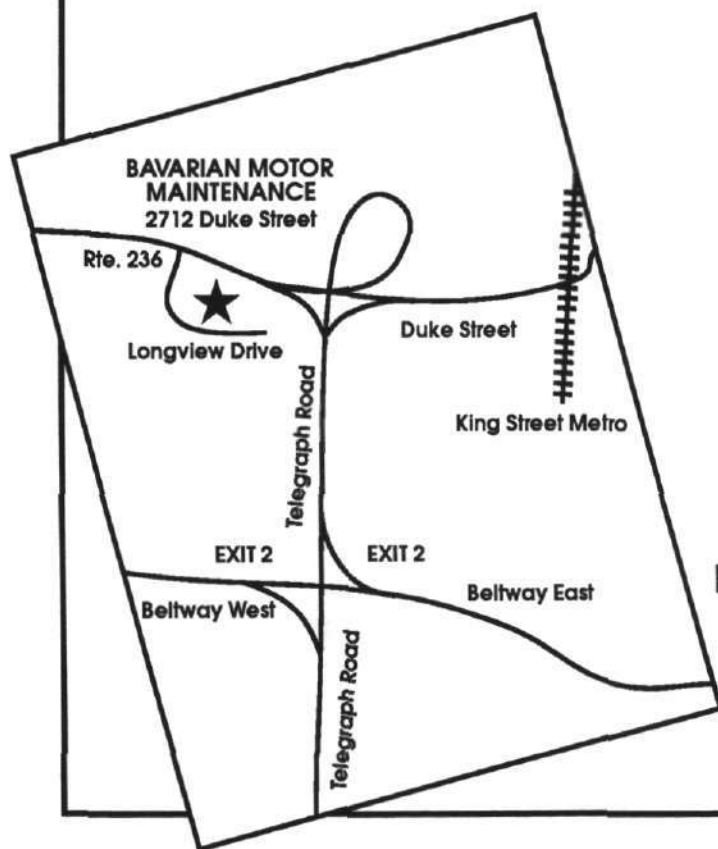 BAVARIAN MOTOR
MAINTENANCE
2712 Duke Street
Rte. 236
Longview Drive
Duke Street
Telegraph Road
King Street Metro
EXIT 2
EXIT 2
Beltway West
Beltway East
Telegraph Road